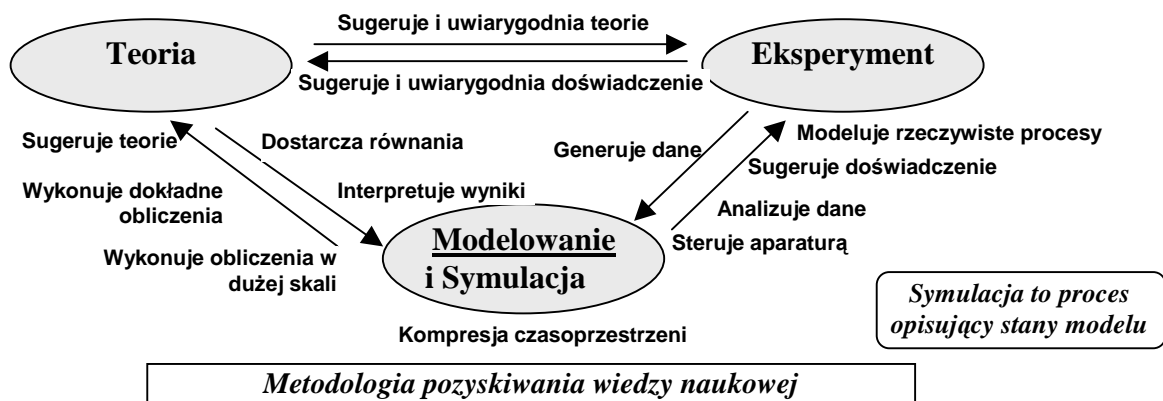 Sugeruje i uwiarygodnia teorie
Teoria
Eksperyment
Sugeruje i uwiarygodnia doświadczenie
Sugeruje teorie
Dostarcza równania
Generuje dane
Modeluje rzeczywiste procesy
Sugeruje doświadczenie
Wykonuje dokładne
obliczenia
Interpretuje wyniki
Analizuje dane
Steruje aparaturą
Wykonuje obliczenia w
dużej skali
Modelowanie
i Symulacja
Symulacja to proces
opisujący stany modelu
Kompresja czasoprzestrzeni
Metodologia pozyskiwania wiedzy naukowej